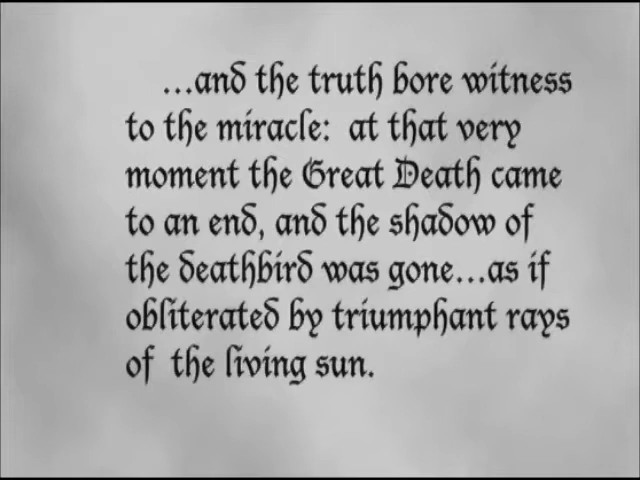 ...and the truth bore witness
to the miracle: at that very
moment the Great Death came
to an end, and the shadow of
the deathbird was gone...as if
obliterated by triumphant rays
of the living sun.